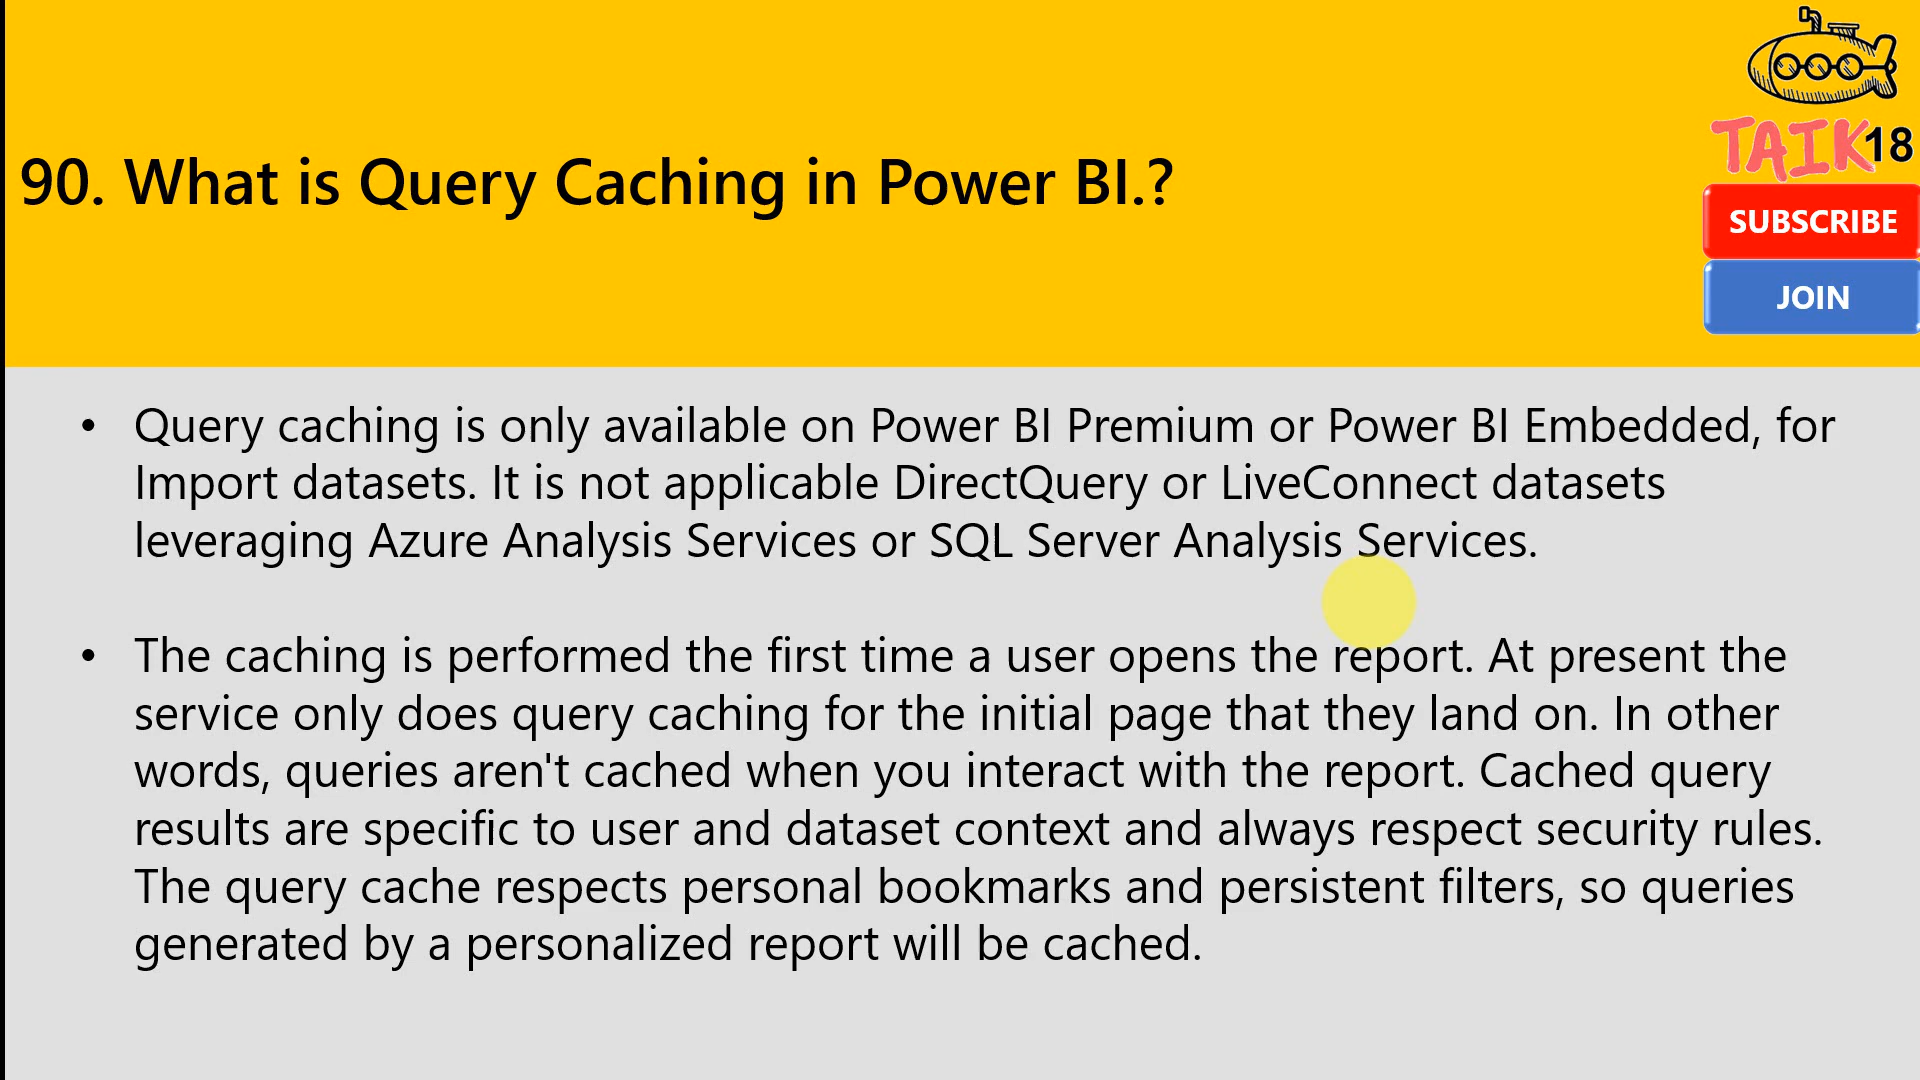 TAIK18
90. What is Query Caching in Power BI.?
SUBSCRIBE
JOIN
• Query caching is only available on Power BI Premium or Power BI Embedded, for
Import datasets. It is not applicable DirectQuery or LiveConnect datasets
leveraging Azure Analysis Services or SQL Server Analysis Services.
• The caching is performed the first time a user opens the report. At present the
service only does query caching for the initial page that they land on. In other
words, queries aren't cached when you interact with the report. Cached query
results are specific to user and dataset context and always respect security rules.
The query cache respects personal bookmarks and persistent filters, so queries
generated by a personalized report will be cached.